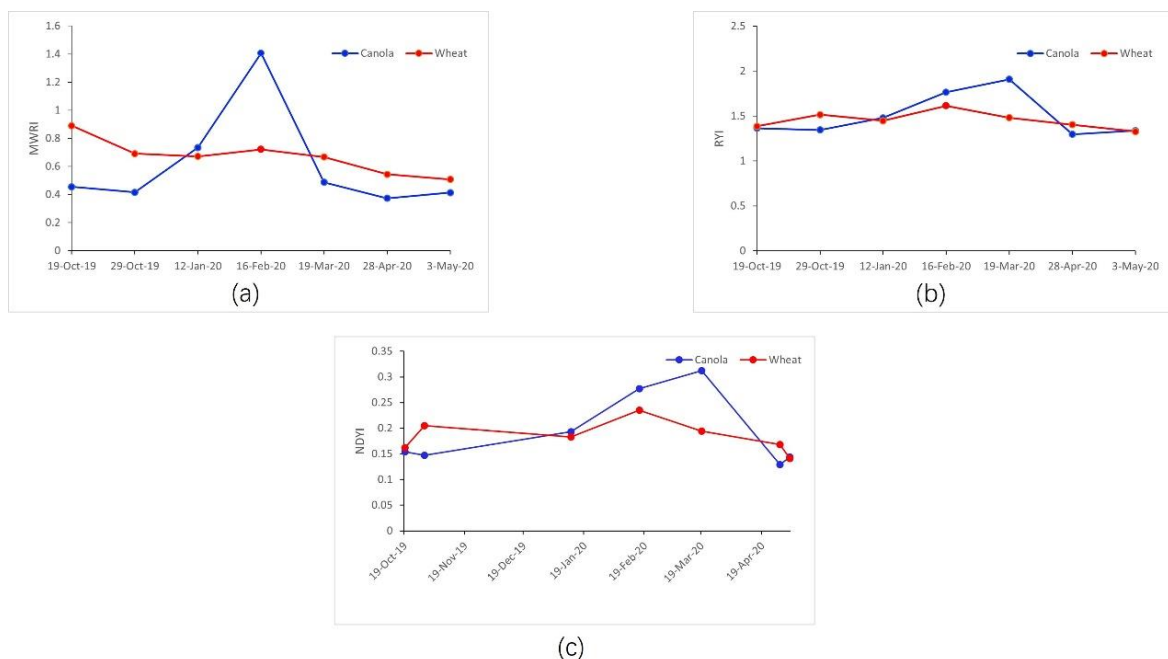 1.6
1.4
1.2
1
0.8
0.6
0.4
0.2
0
MWRI
Canola Wheat
19-Oct-19 29-Oct-19 12-Jan-20 16-Feb-20 19-Mar-20 28-Apr-20 3-May-20
(a)
2.5
2
1.5
1
0.5
0
RYI
Canola Wheat
19-Oct-19 29-Oct-19 12-Jan-20 16-Feb-20 19-Mar-20 28-Apr-20 3-May-20
(b)
0.35
0.3
0.25
0.2
0.15
0.1
0.05
0
NDYI
Canola Wheat
19-Oct-19
19-Nov-19
19-Dec-19
19-Jan-20
19-Feb-20
19-Mar-20
19-Apr-20
(c)